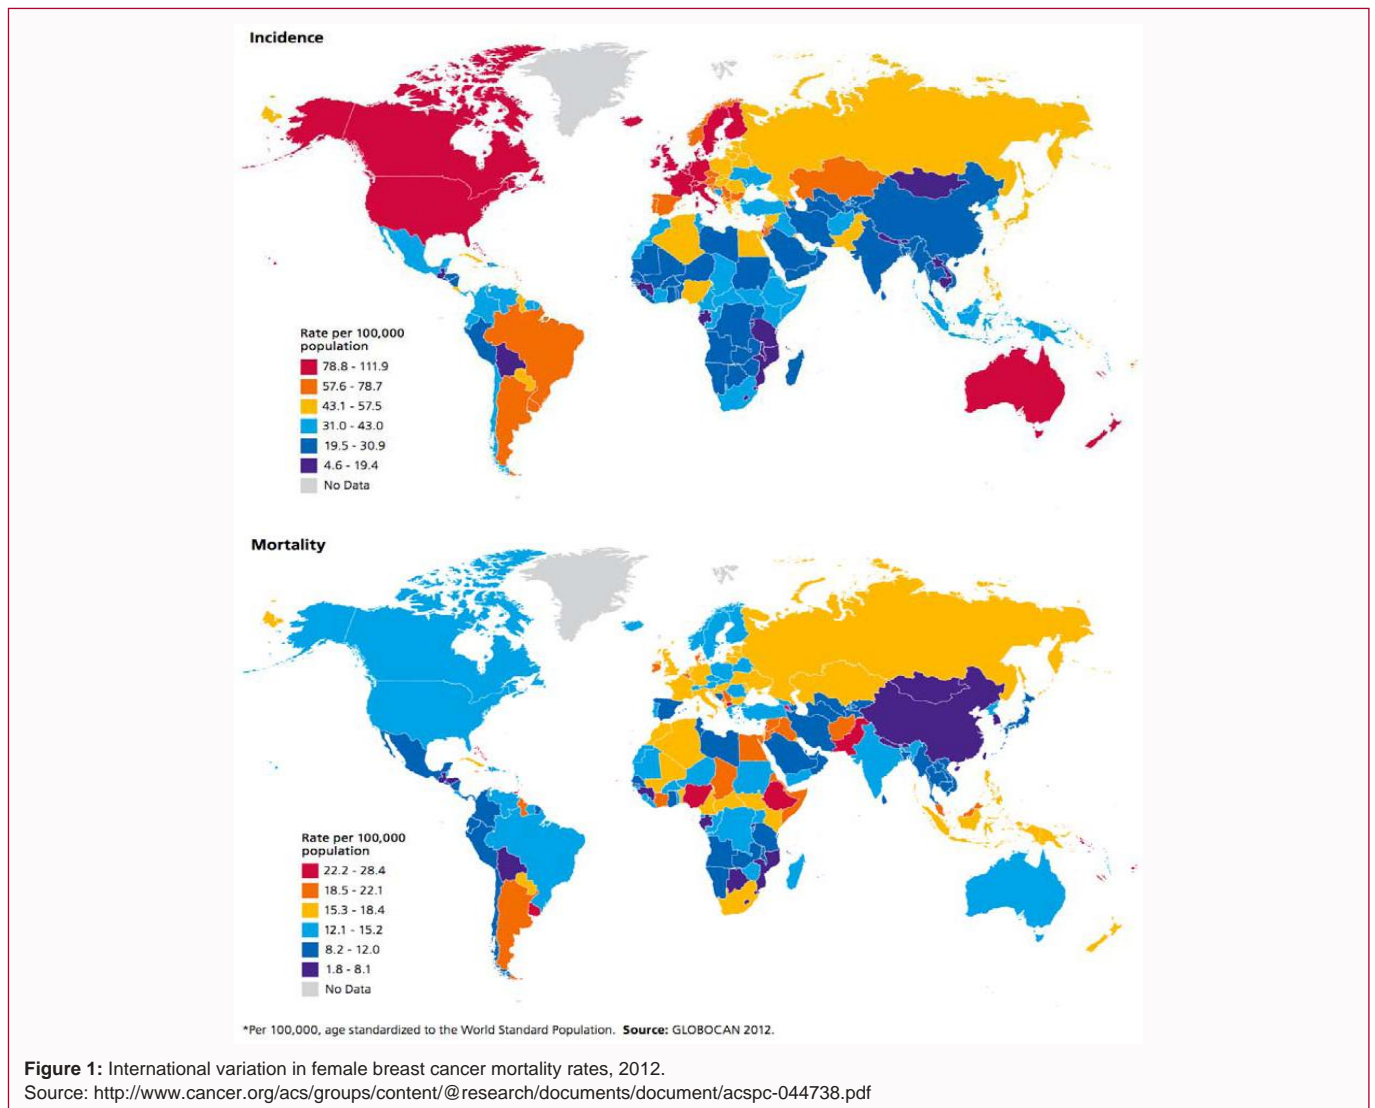 Incidence
Rate per 100,000
population
78.8 - 111.9
57.6 - 78.7
43.1 - 57.5
31.0 - 43.0
19.5 - 30.9
4.6 - 19.4
No Data
Mortality
Rate per 100,000
population
22.2 - 28.4
18.5 - 22.1
15.3 - 18.4
12.1 - 15.2
8.2 - 12.0
1.8 - 8.1
No Data
*Per 100,000, age standardized to the World Standard Population. Source: GLOBOCAN 2012.
Figure 1: International variation in female breast cancer mortality rates, 2012.
Source: http://www.cancer.org/acs/groups/content/@research/documents/document/acspc-044738.pdf